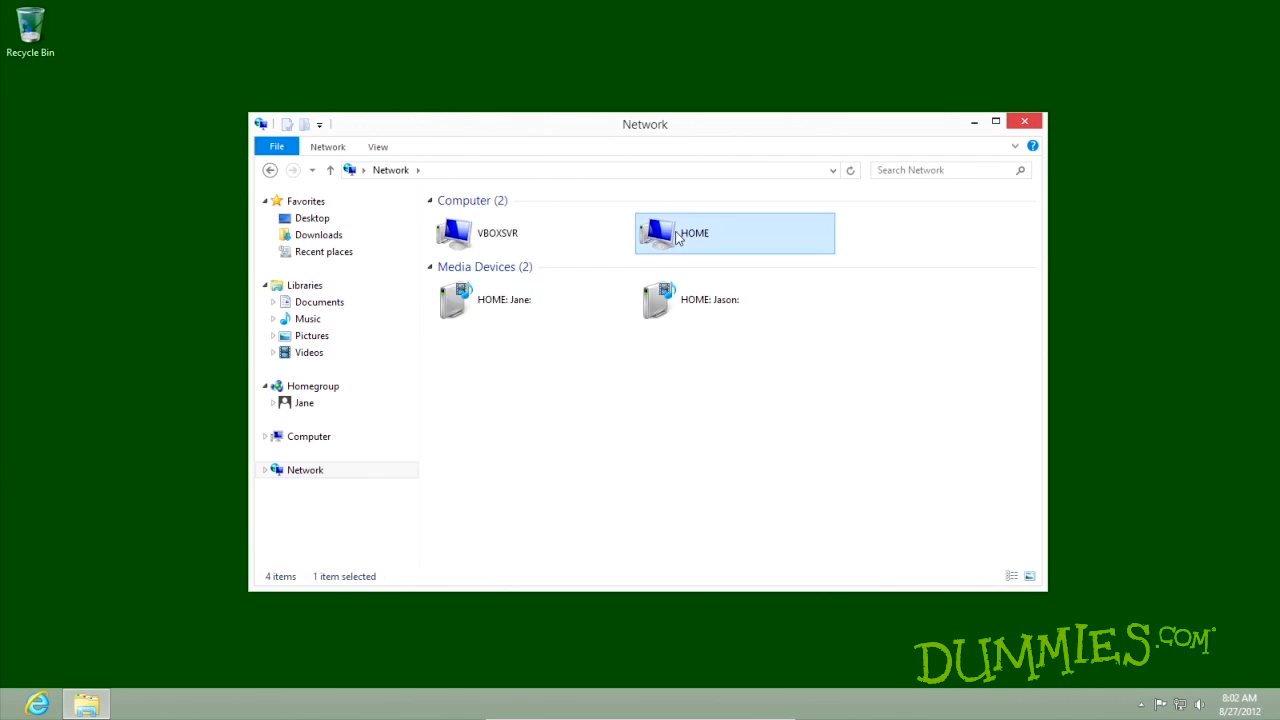 Recycle Bin
Network
File
Network
View
Network
Search Network
Favorites
Desktop
Downloads
Recent places
Libraries
Documents
Music
Pictures
Videos
Homegroup
Jane
Computer
Network
Computer (2)
VBOXSVR
HOME
Media Devices (2)
HOME: Jane:
HOME: Jason:
4 items
1 item selected
DUMMIES.COM®
8:02 AM
8/27/2012